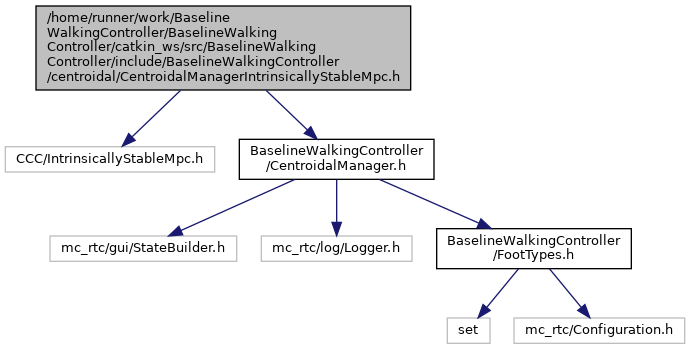 /home/runner/work/Baseline
WalkingController/BaselineWalking
Controller/catkin_ws/src/BaselineWalking
Controller/include/BaselineWalkingController
/centroidal/CentroidalManagerIntrinsicallyStableMpc.h
CCC/IntrinsicallyStableMpc.h
BaselineWalkingController
/CentroidalManager.h
mc_rtc/gui/StateBuilder.h
mc_rtc/log/Logger.h
BaselineWalkingController
/FootTypes.h
set
mc_rtc/Configuration.h